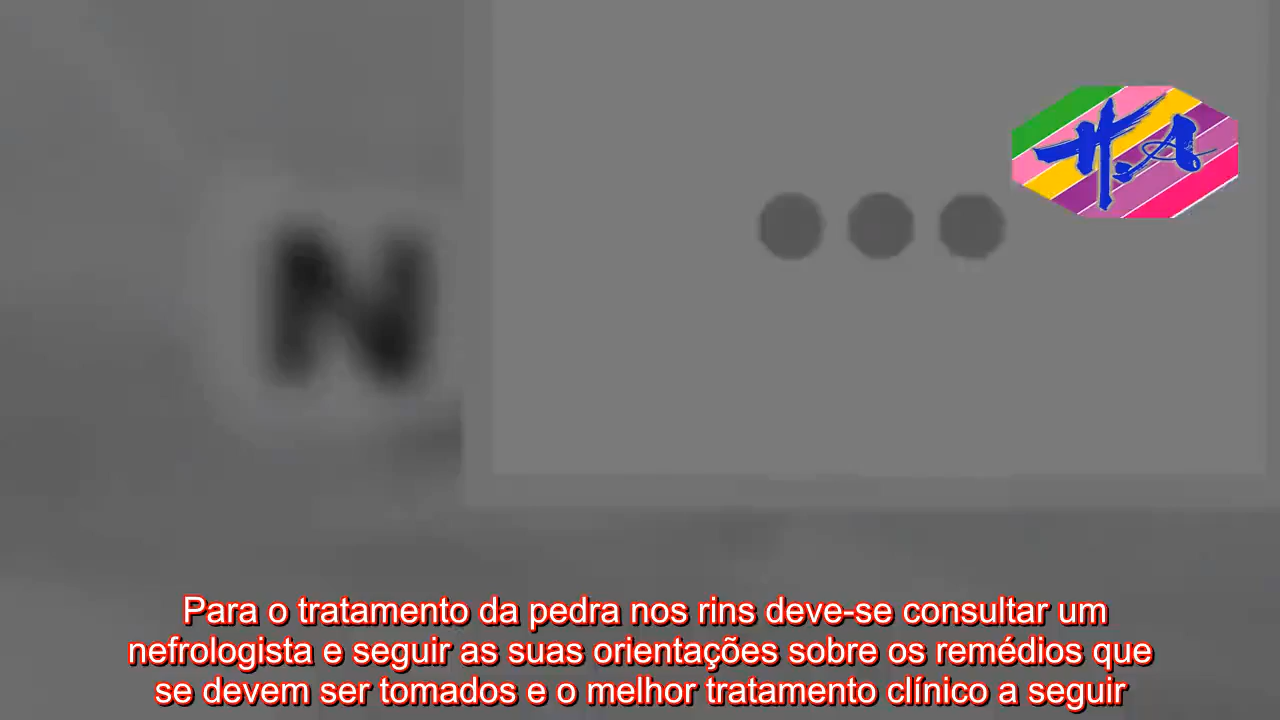 H.A
N
Para o tratamento da pedra nos rins deve-se consultar um
nefrologista e seguir as suas orientações sobre os remédios que
se devem ser tomados e o melhor tratamento clínico a seguir